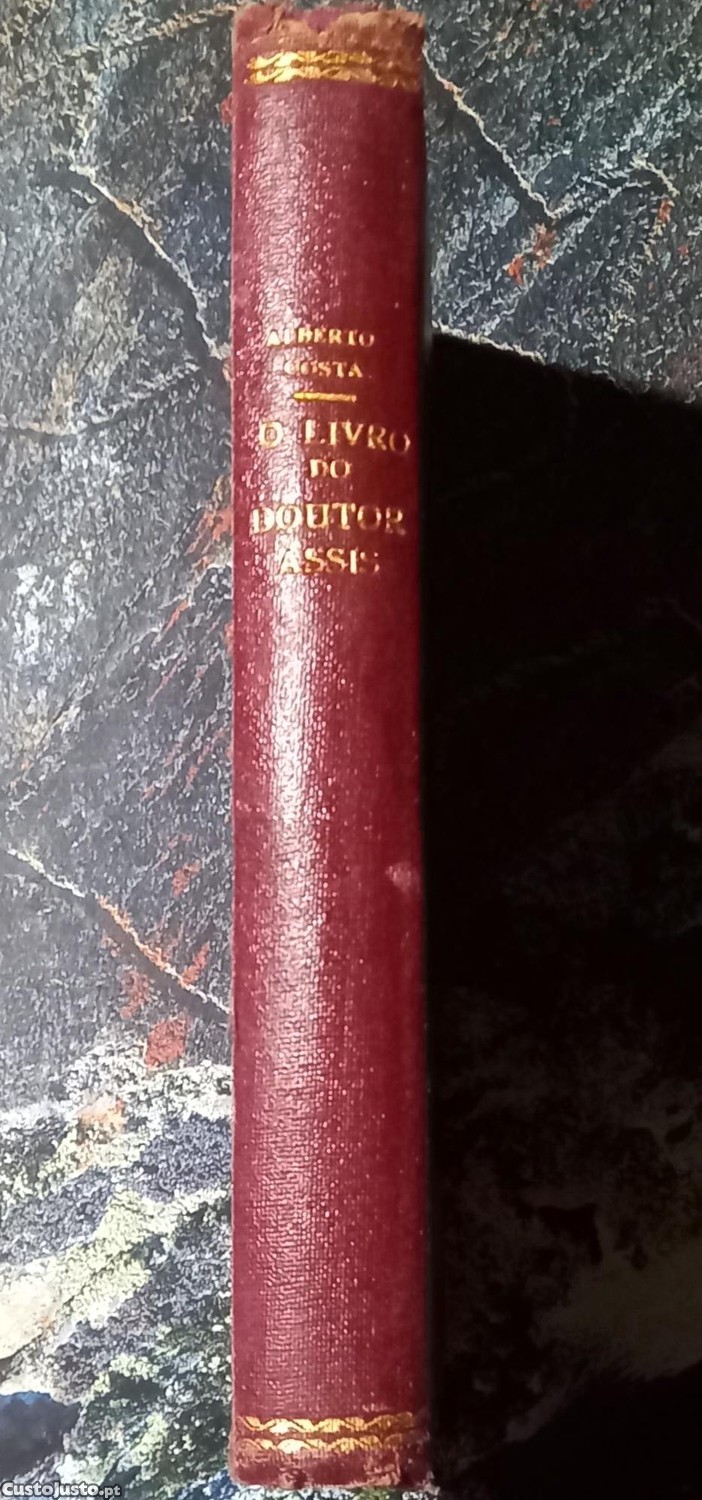 ALBERTO
COSTA
O LIVRO
DO
DOUTOR
ASSIS
CustoJusto.pt